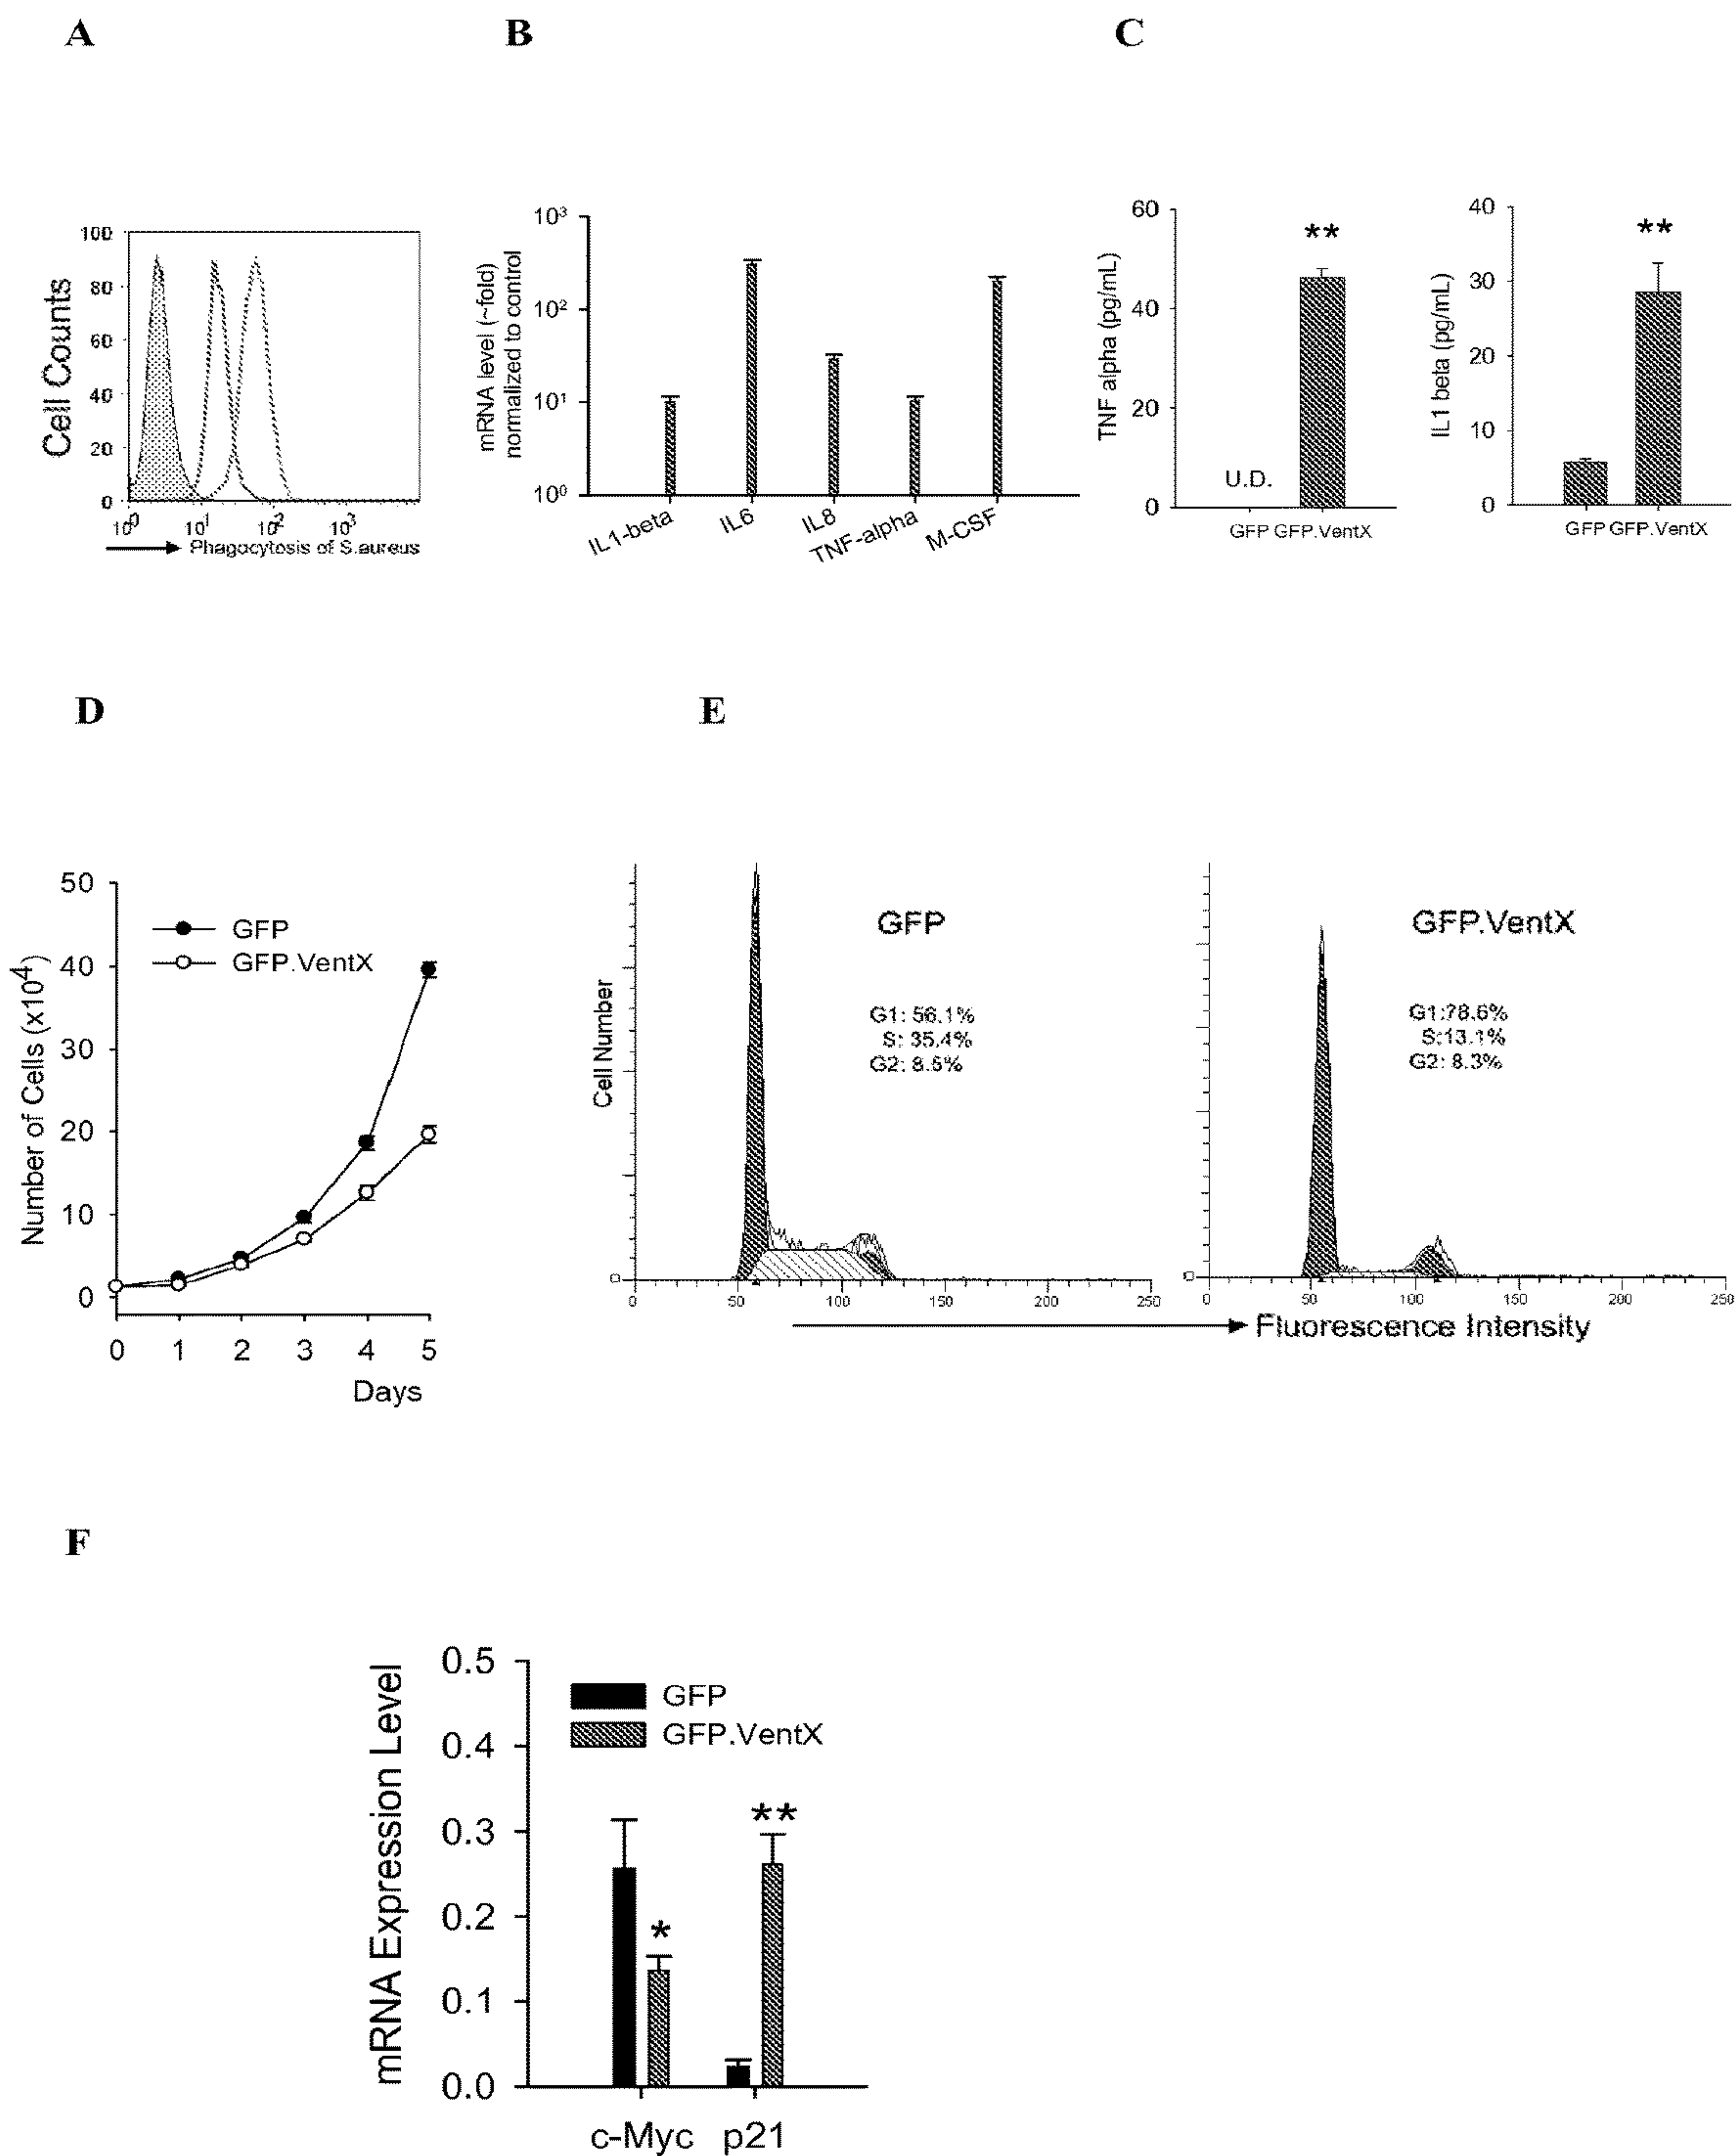 A
B
C
100
80
60
40
20
0
Cell Counts
10⁰ 10¹ 10² 10³
Phagocytosis of S.aureus
mRNA level (~fold)
normalized to control
10³
10²
10¹
10⁰
IL1-beta IL6 IL8 TNF-alpha M-CSF
TNF alpha (pg/mL)
60
40
20
0
**
U.D.
GFP GFP.VentX
IL1 beta (pg/mL)
40
30
20
10
0
**
GFP GFP.VentX
D
E
Number of Cells (x10⁴)
50
40
30
20
10
0
GFP
GFP.VentX
0 1 2 3 4 5
Days
Cell Number
GFP
G1: 56.1%
S: 35.4%
G2: 8.5%
0
0 50 100 150 200 250
GFP.VentX
G1:78.6%
S:13.1%
G2: 8.3%
0
0 50 100 150 200 250
Fluorescence Intensity
F
mRNA Expression Level
0.5
0.4
0.3
0.2
0.1
0.0
GFP
GFP.VentX
*
**
c-Myc p21